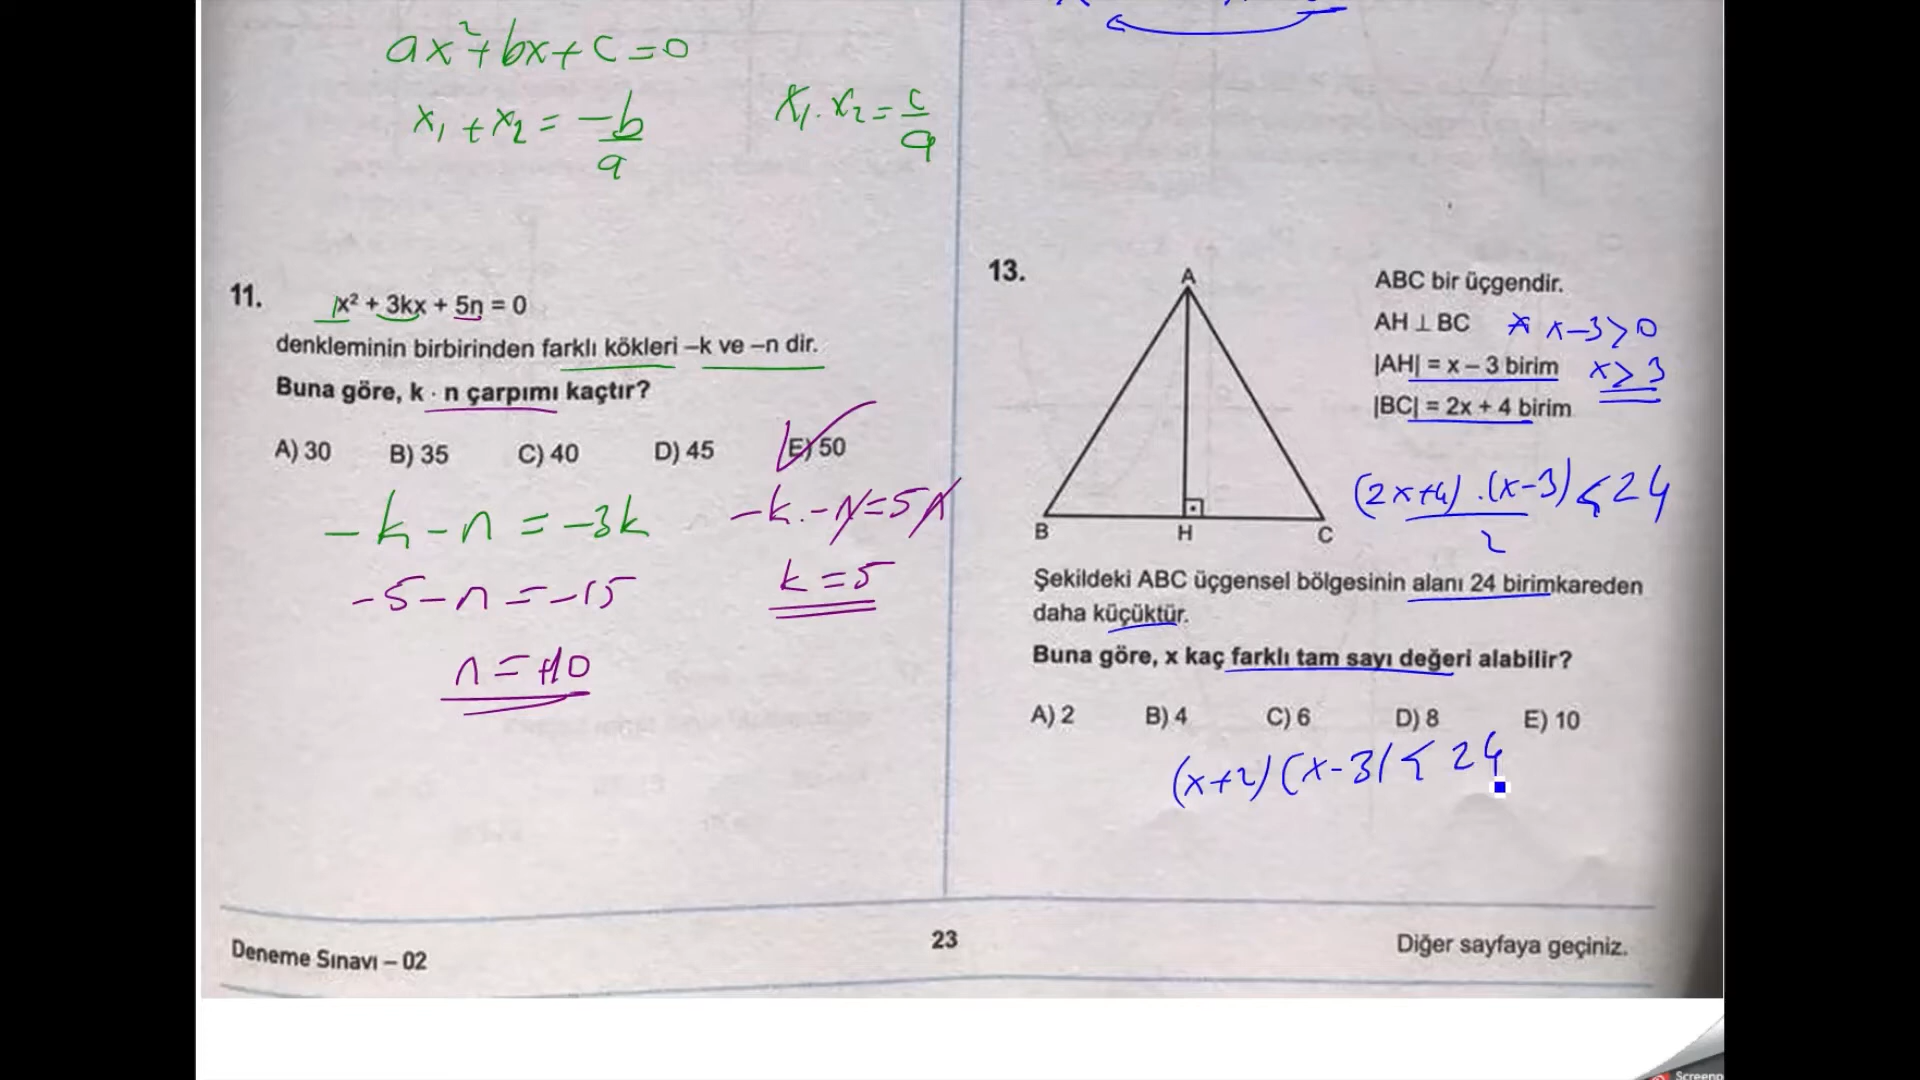 ax²+bx+c=0
x₁+x₂ = -b/a
x₁.x₂ = c/a
11. 1x² + 3kx + 5n = 0
denkleminin birbirinden farklı kökleri –k ve –n dir.
Buna göre, k · n çarpımı kaçtır?
A) 30 B) 35 C) 40 D) 45 E) 50
-k-n = -3k
-5-n = -15
n = +10
-k.-n = 5n
k = 5
13.
A
B
H
C
ABC bir üçgendir.
AH ⊥ BC
|AH| = x – 3 birim
|BC| = 2x + 4 birim
* x-3>0
x>3
(2x+4).(x-3)/2 < 24
Şekildeki ABC üçgensel bölgesinin alanı 24 birimkareden
daha küçüktür.
Buna göre, x kaç farklı tam sayı değeri alabilir?
A) 2 B) 4 C) 6 D) 8 E) 10
(x+2)(x-3) < 24
Deneme Sınavı – 02
23
Diğer sayfaya geçiniz.